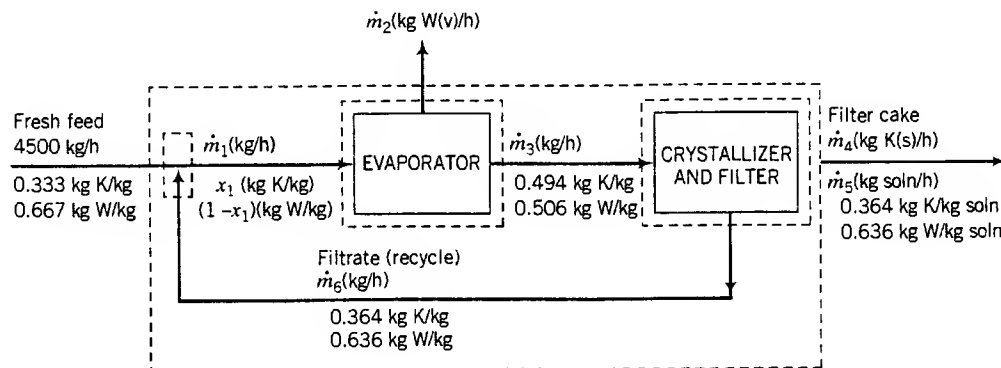 ṁ₂(kg W(v)/h)
Fresh feed
4500 kg/h
0.333 kg K/kg
0.667 kg W/kg
ṁ₁(kg/h)
x₁ (kg K/kg)
(1 –x₁)(kg W/kg)
EVAPORATOR
ṁ₃(kg/h)
0.494 kg K/kg
0.506 kg W/kg
CRYSTALLIZER
AND FILTER
Filter cake
ṁ₄(kg K(s)/h)
ṁ₅(kg soln/h)
0.364 kg K/kg soln
0.636 kg W/kg soln
Filtrate (recycle)
ṁ₆(kg/h)
0.364 kg K/kg
0.636 kg W/kg